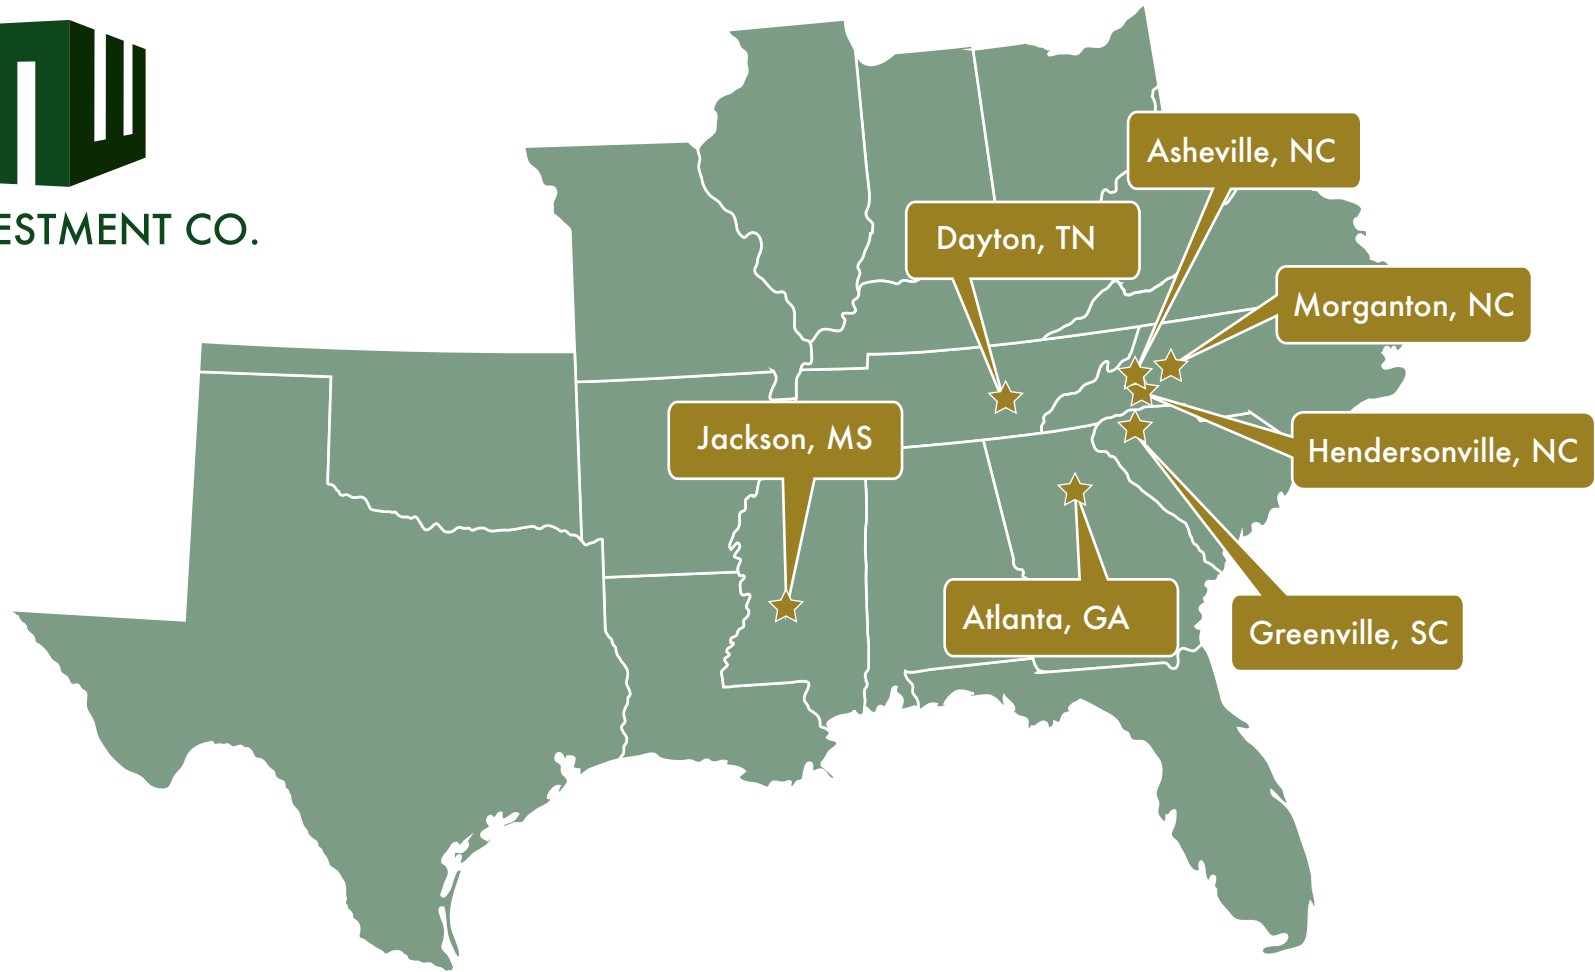 Asheville, NC
ESTMENT CO.
Dayton, TN
Morganton, NC
Jackson, MS
Hendersonville, NC
Atlanta, GA
Greenville, SC